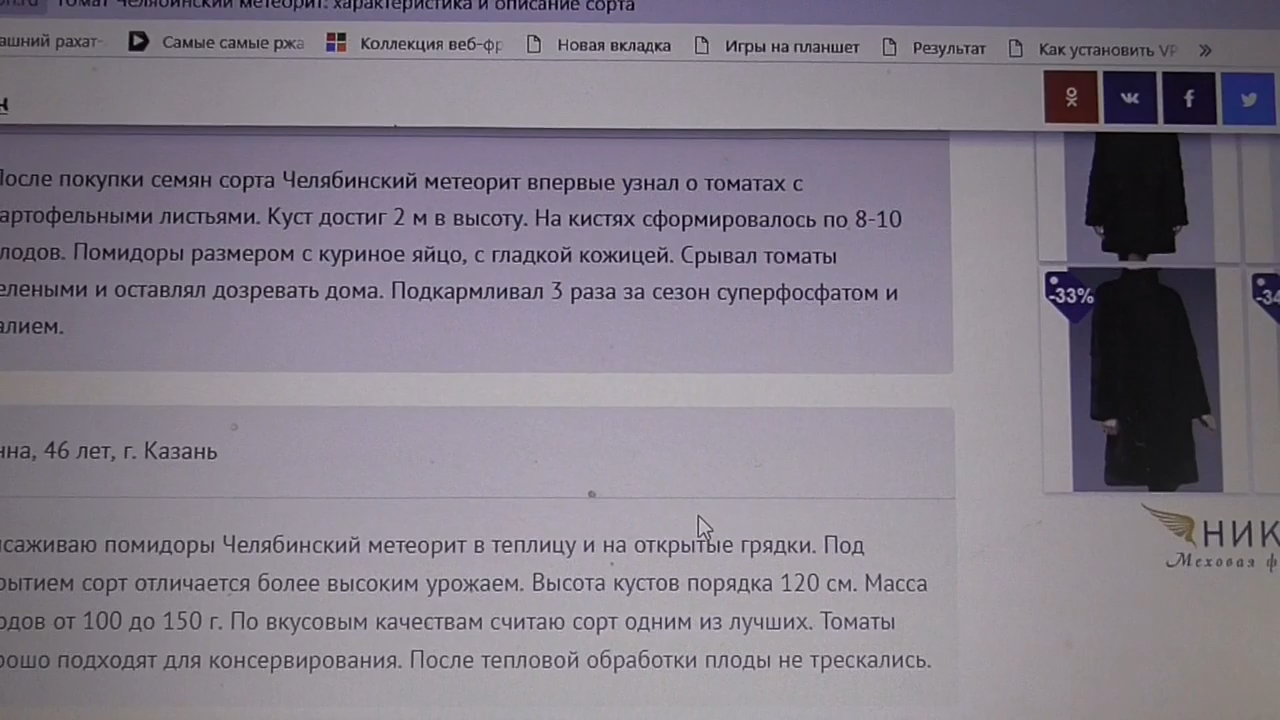 Томат Челябинский метеорит: характеристика и описание сорта
Самые самые ржа
Коллекция веб-фр
Новая вкладка
Игры на планшет
Результат
Как установить VP
»
После покупки семян сорта Челябинский метеорит впервые узнал о томатах с
артофельными листьями. Куст достиг 2 м в высоту. На кистях сформировалось по 8-10
лодов. Помидоры размером с куриное яйцо, с гладкой кожицей. Срывал томаты
елеными и оставлял дозревать дома. Подкармливал 3 раза за сезон суперфосфатом и
алием.
нна, 46 лет, г. Казань
саживаю помидоры Челябинский метеорит в теплицу и на открытые грядки. Под
рытием сорт отличается более высоким урожаем. Высота кустов порядка 120 см. Масса
одов от 100 до 150 г. По вкусовым качествам считаю сорт одним из лучших. Томаты
рошо подходят для консервирования. После тепловой обработки плоды не трескались.
-33%
-34
НИК
Меховая ф